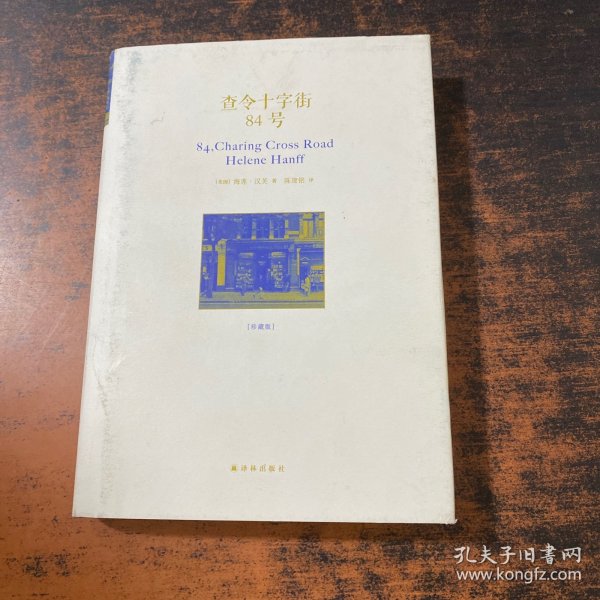 查令十字街
84号
84, Charing Cross Road
Helene Hanff
[美国] 海莲·汉芙 著 陈建铭 译
[珍藏版]
译林出版社
孔夫子旧书网
www.kongfz.com